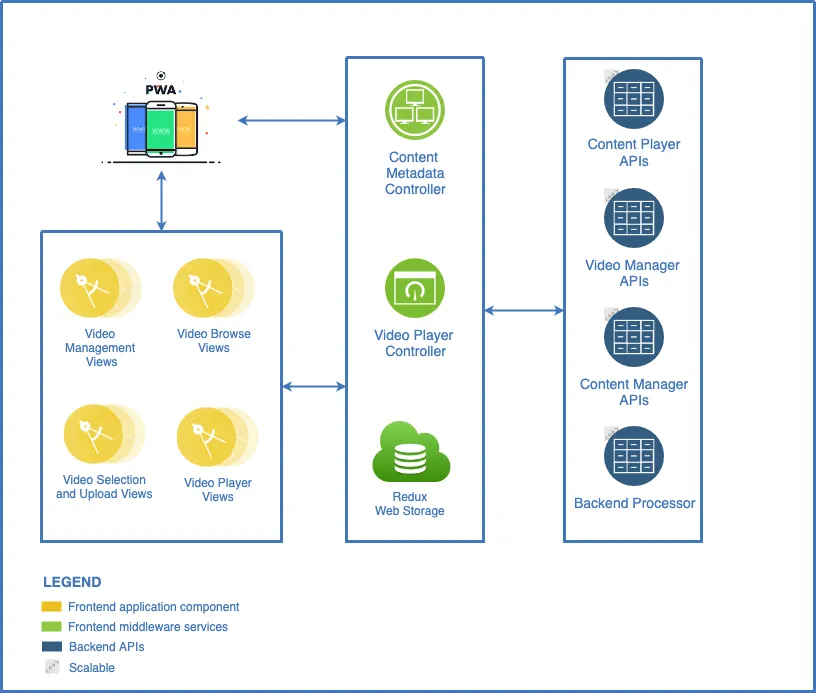 PWA
WWW
WWW
WWW
Content
Metadata
Controller
Video Player
Controller
Redux
Web Storage
Content Player
APIs
Video Manager
APIs
Content Manager
APIs
Backend Processor
Video
Management
Views
Video Browse
Views
Video Selection
and Upload Views
Video Player
Views
LEGEND
Frontend application component
Frontend middleware services
Backend APIs
Scalable